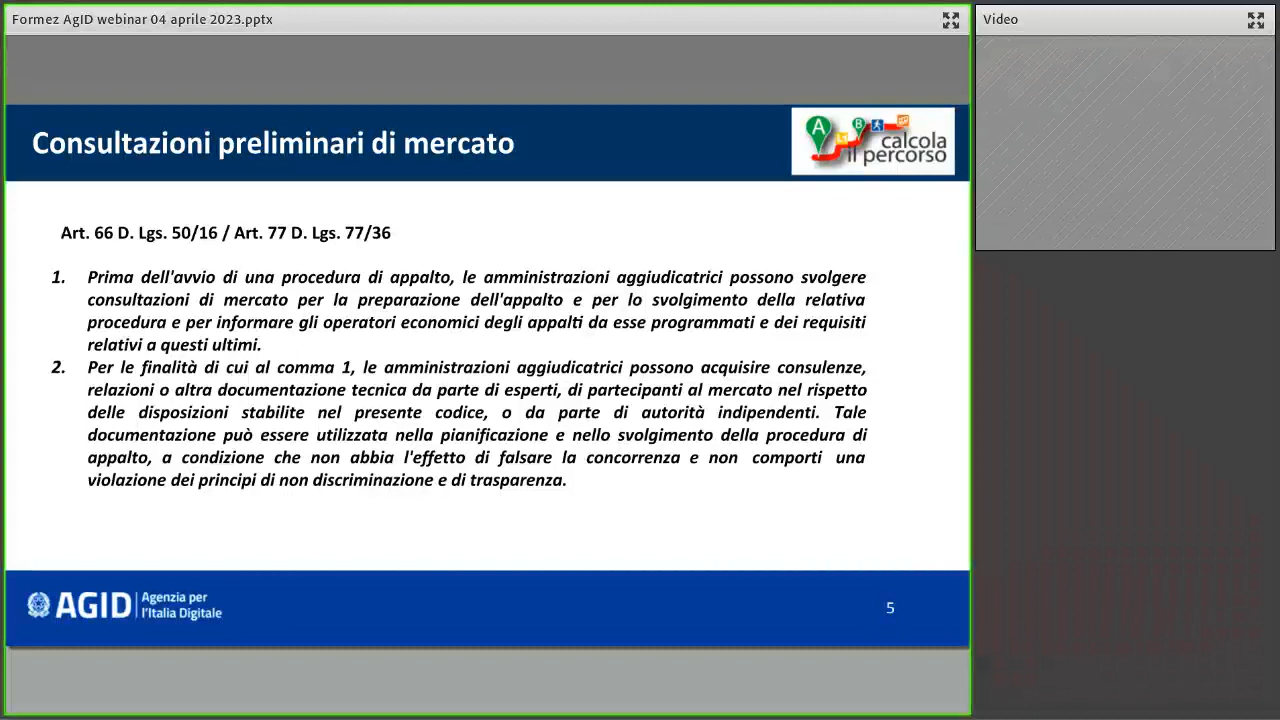 Formez AgID webinar 04 aprile 2023.pptx
Video
Consultazioni preliminari di mercato
A
B
calcola
il percorso
Art. 66 D. Lgs. 50/16 / Art. 77 D. Lgs. 77/36
1. Prima dell'avvio di una procedura di appalto, le amministrazioni aggiudicatrici possono svolgere
consultazioni di mercato per la preparazione dell'appalto e per lo svolgimento della relativa
procedura e per informare gli operatori economici degli appalti da esse programmati e dei requisiti
relativi a questi ultimi.
2. Per le finalità di cui al comma 1, le amministrazioni aggiudicatrici possono acquisire consulenze,
relazioni o altra documentazione tecnica da parte di esperti, di partecipanti al mercato nel rispetto
delle disposizioni stabilite nel presente codice, o da parte di autorità indipendenti. Tale
documentazione può essere utilizzata nella pianificazione e nello svolgimento della procedura di
appalto, a condizione che non abbia l'effetto di falsare la concorrenza e non comporti una
violazione dei principi di non discriminazione e di trasparenza.
AGID
Agenzia per
l'Italia Digitale
5